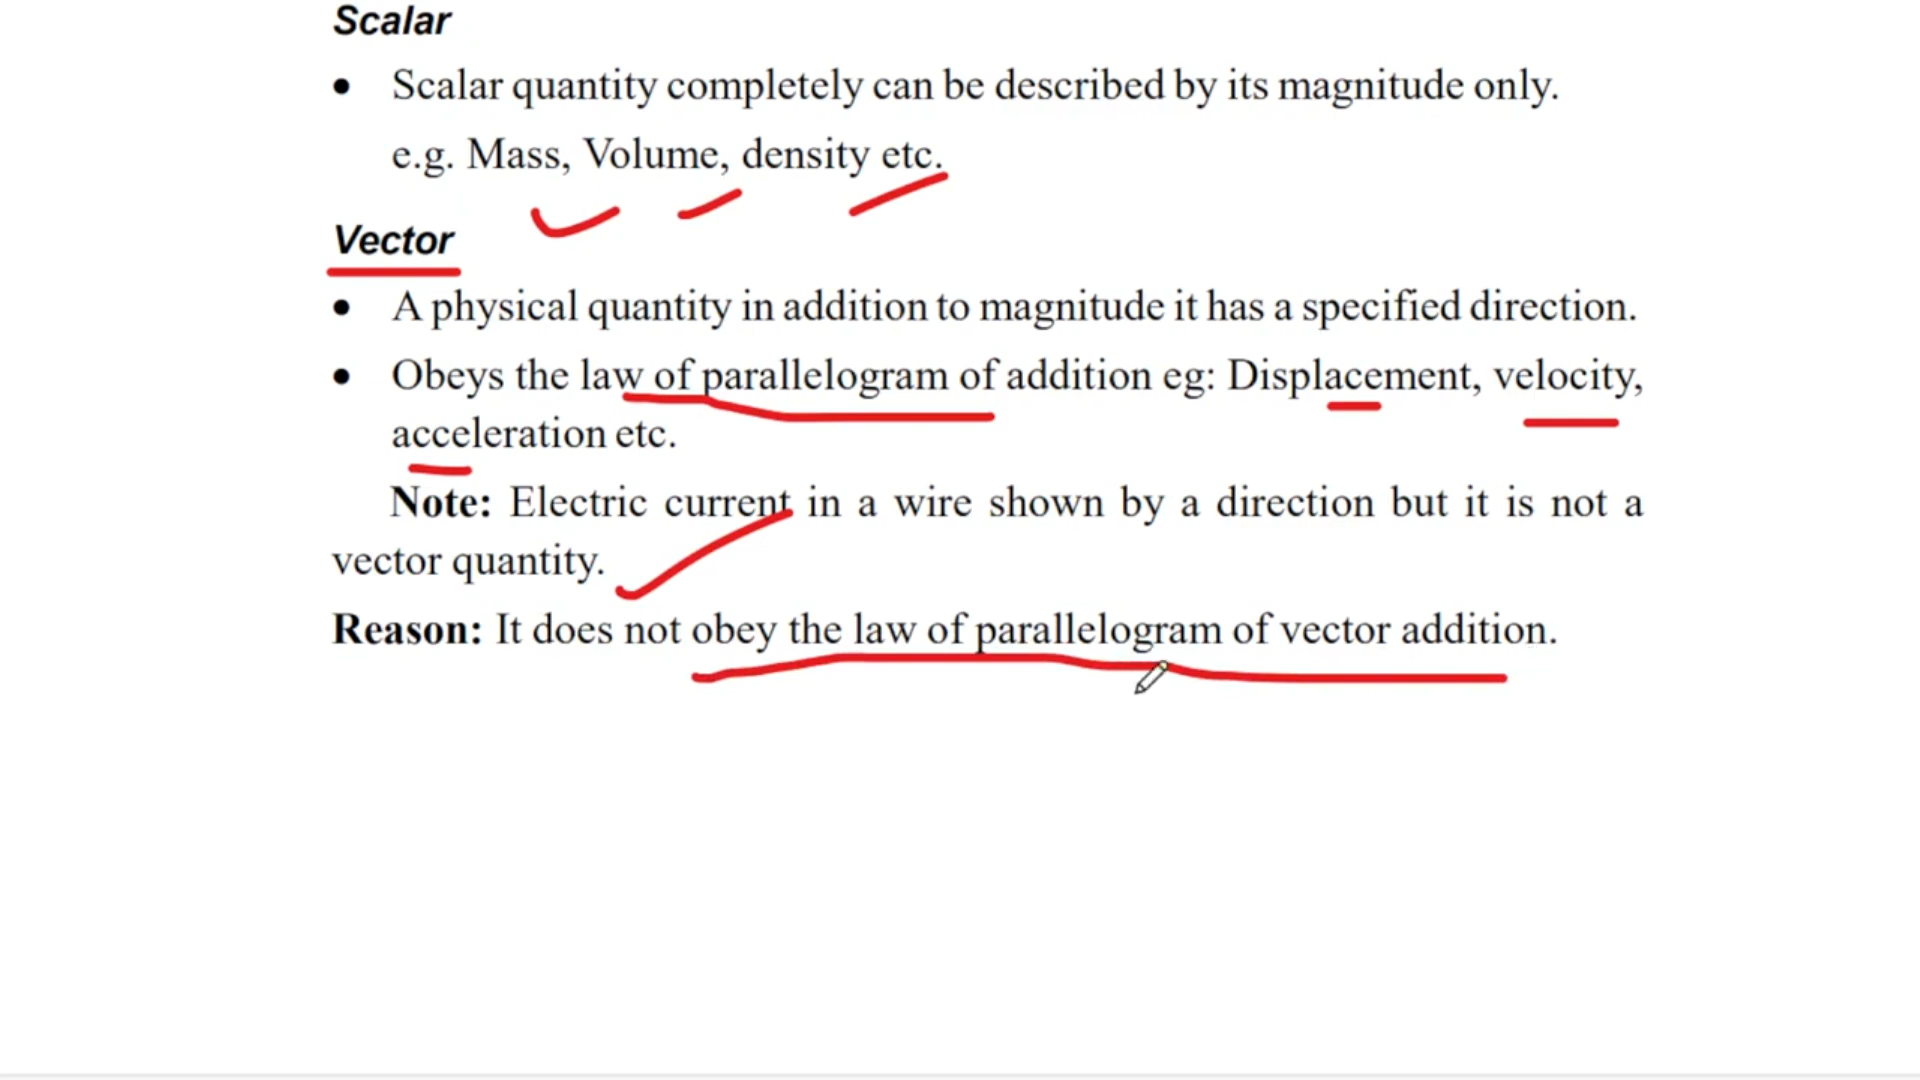 Scalar
• Scalar quantity completely can be described by its magnitude only.
e.g. Mass, Volume, density etc.
Vector
• A physical quantity in addition to magnitude it has a specified direction.
• Obeys the law of parallelogram of addition eg: Displacement, velocity,
acceleration etc.
Note: Electric current in a wire shown by a direction but it is not a
vector quantity.
Reason: It does not obey the law of parallelogram of vector addition.